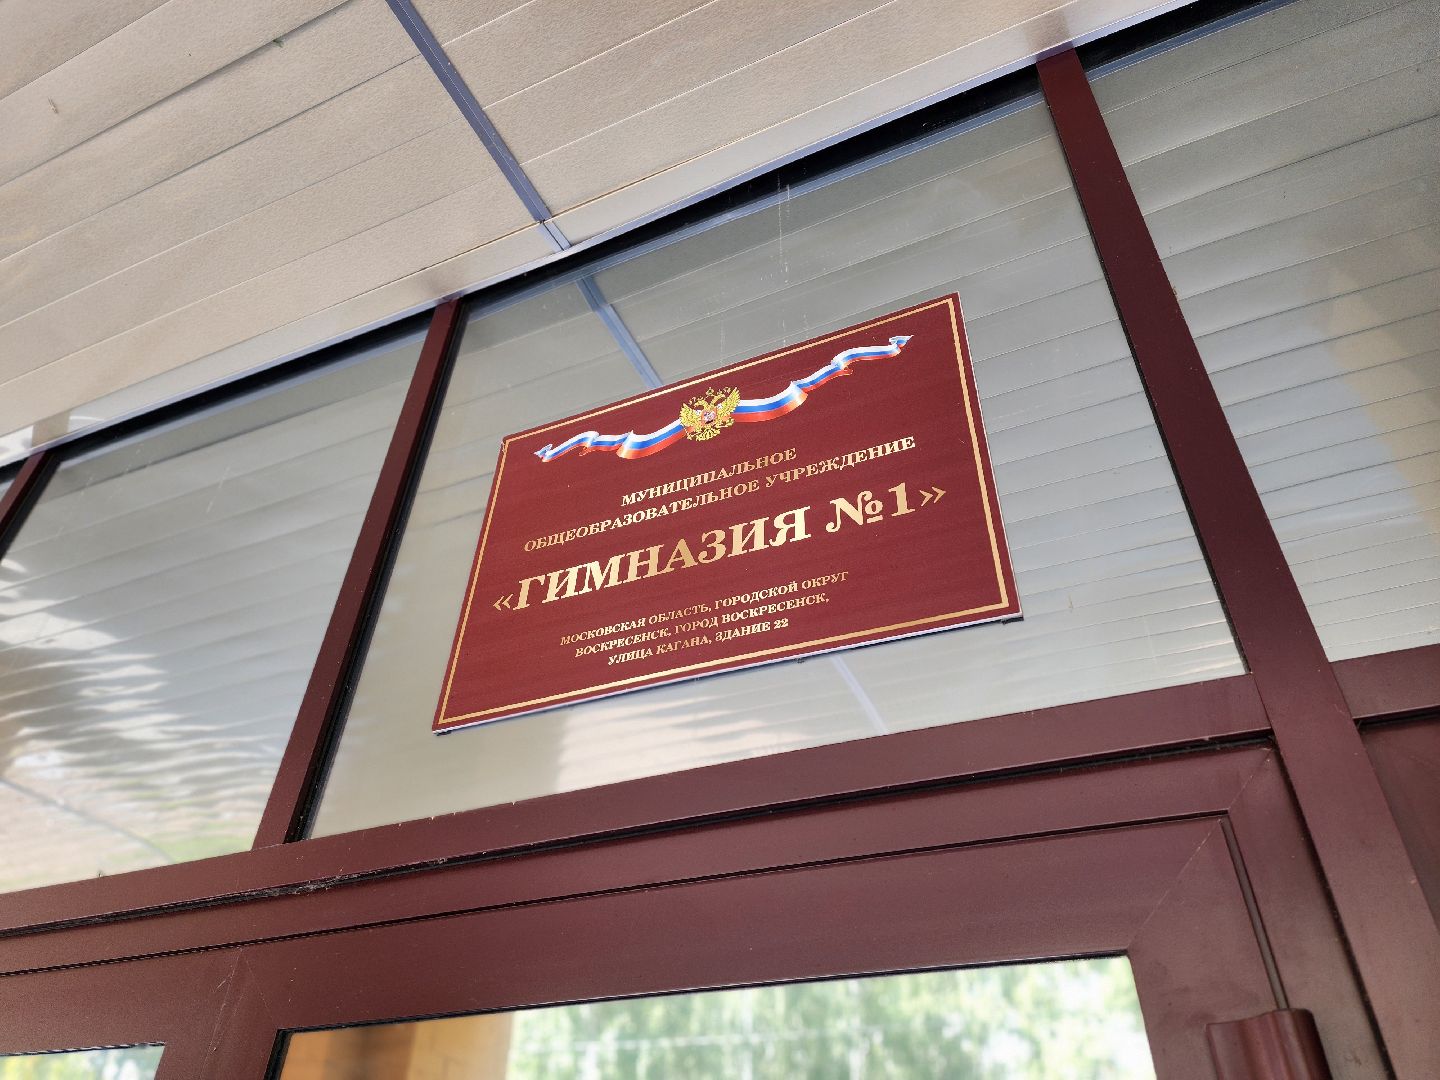 МУНИЦИПАЛЬНОЕ
ОБЩЕОБРАЗОВАТЕЛЬНОЕ УЧРЕЖДЕНИЕ
«ГИМНАЗИЯ №1»
МОСКОВСКАЯ ОБЛАСТЬ, ГОРОДСКОЙ ОКРУГ
ВОСКРЕСЕНСК, ГОРОД ВОСКРЕСЕНСК,
УЛИЦА КАГАНА, ЗДАНИЕ 22